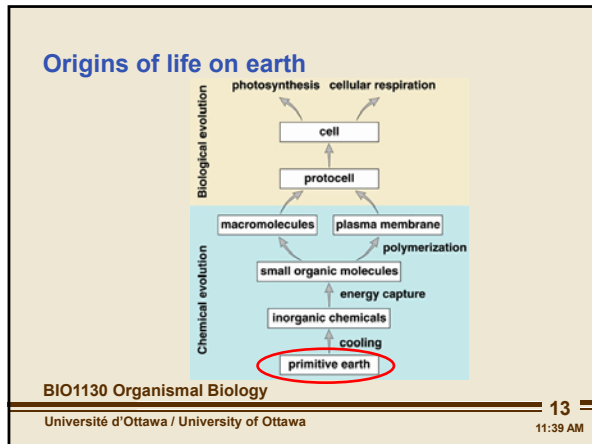 Origins of life on earth
photosynthesis cellular respiration
Biological evolution
cell
protocell
macromolecules plasma membrane
polymerization
Chemical evolution
small organic molecules
energy capture
inorganic chemicals
cooling
primitive earth
BIO1130 Organismal Biology
13
Université d'Ottawa / University of Ottawa
11:39 AM